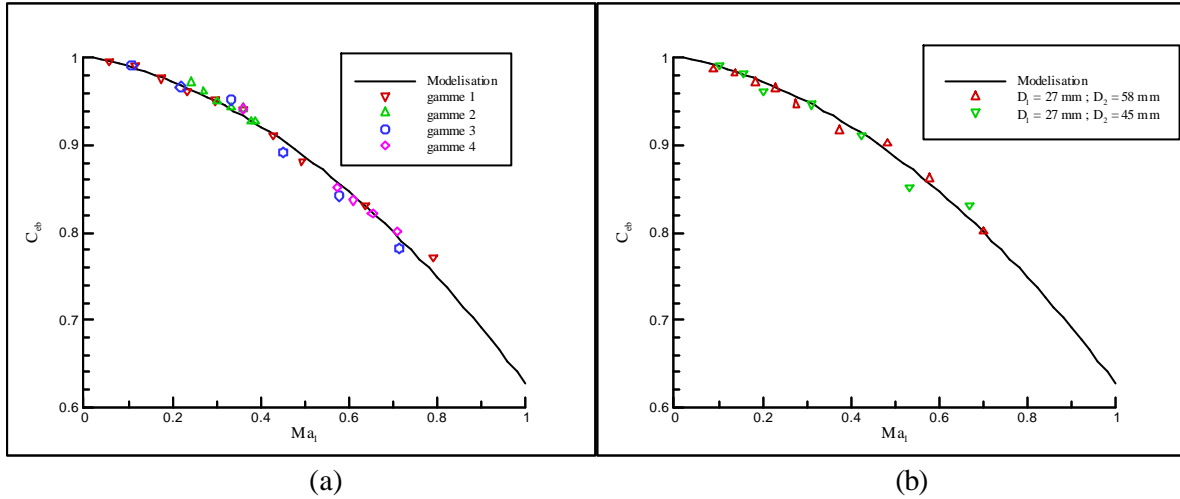 1
0.9
0.8
0.7
0.6
C_eb
0 0.2 0.4 0.6 0.8 1
Ma_1
Modelisation
gamme 1
gamme 2
gamme 3
gamme 4
(a)
1
0.9
0.8
0.7
0.6
C_eb
0 0.2 0.4 0.6 0.8 1
Ma_1
Modelisation
D_1 = 27 mm ; D_2 = 58 mm
D_1 = 27 mm ; D_2 = 45 mm
(b)